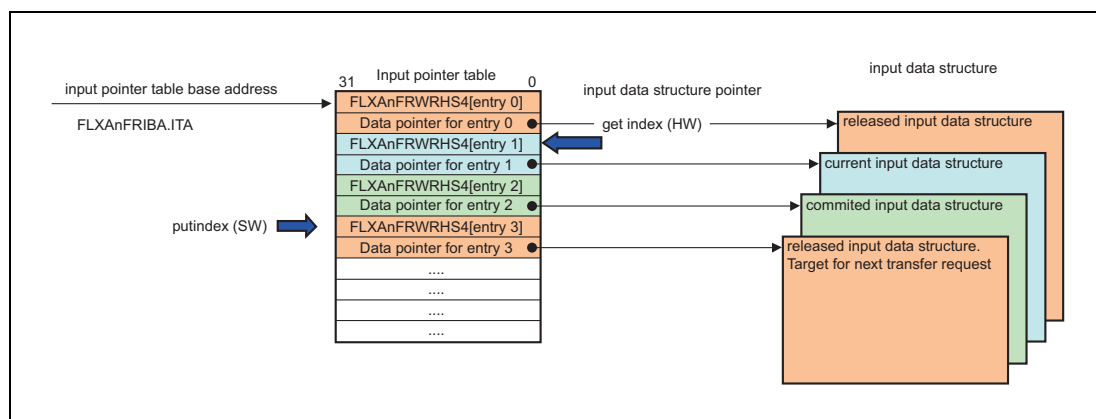 Input pointer table
31
0
input data structure
input pointer table base address
FLXAnFRIBA.ITA
input data structure pointer
FLXAnFRWRHS4[entry 0]
Data pointer for entry 0
FLXAnFRWRHS4[entry 1]
Data pointer for entry 1
FLXAnFRWRHS4[entry 2]
Data pointer for entry 2
FLXAnFRWRHS4[entry 3]
Data pointer for entry 3
....
....
....
....
get index (HW)
putindex (SW)
released input data structure
current input data structure
commited input data structure
released input data structure.
Target for next transfer request